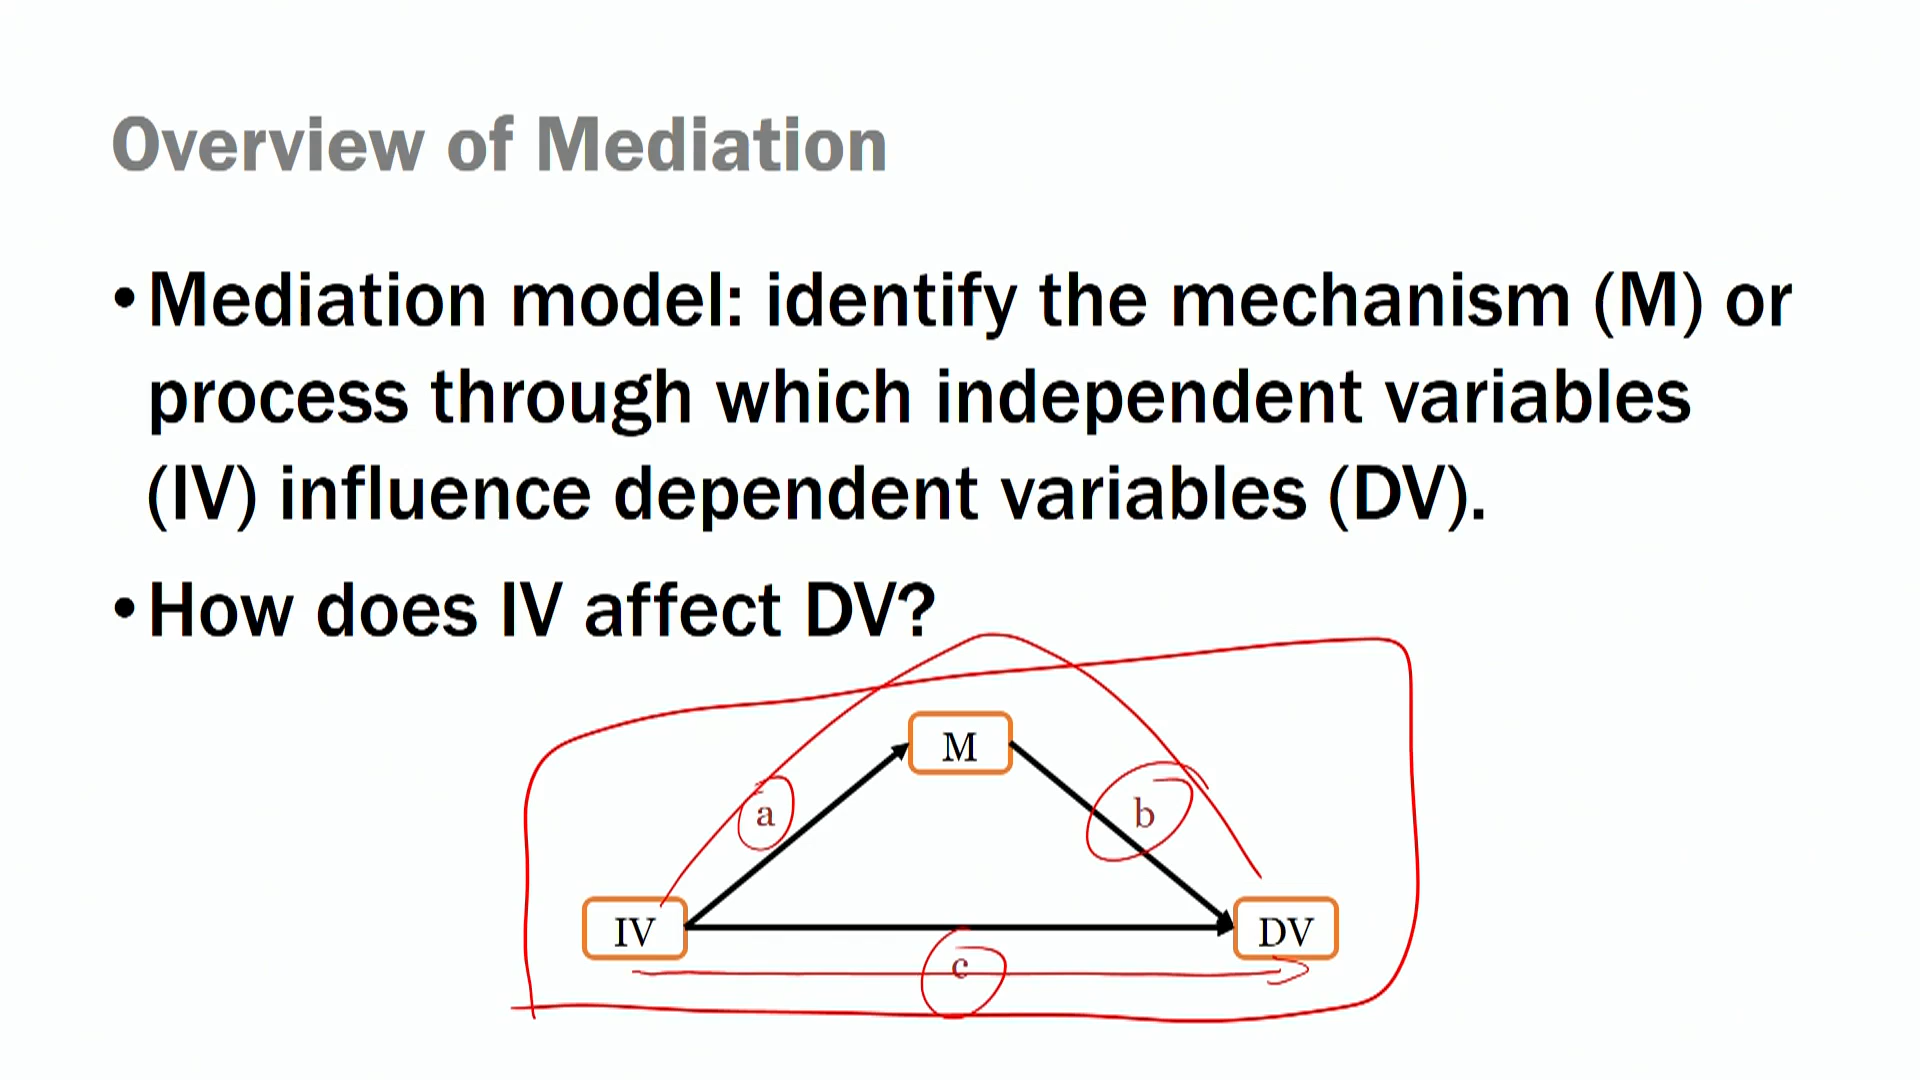 Overview of Mediation
•Mediation model: identify the mechanism (M) or
process through which independent variables
(IV) influence dependent variables (DV).
•How does IV affect DV?
M
a
b
IV
DV
c